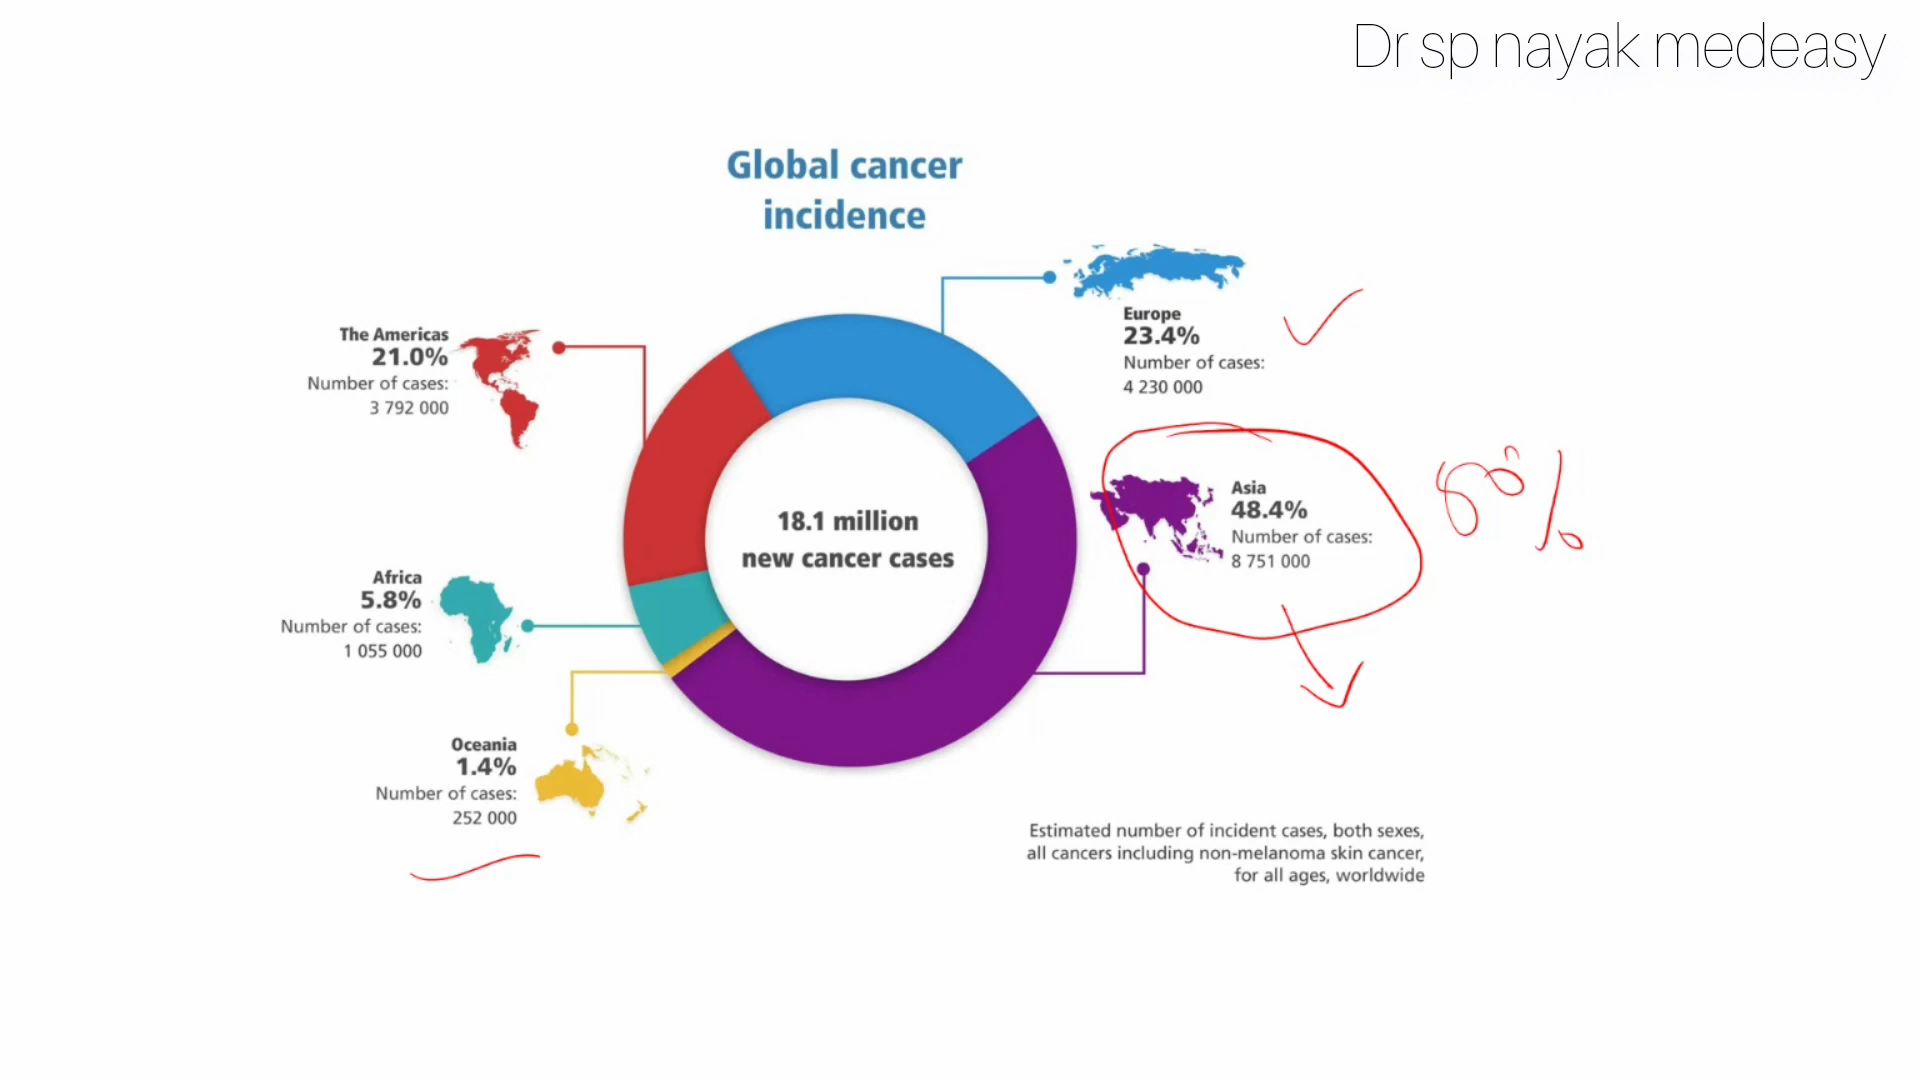 Dr sp nayak medeasy
Global cancer
incidence
Europe
23.4%
Number of cases:
4 230 000
The Americas
21.0%
Number of cases:
3 792 000
Asia
48.4%
Number of cases:
8 751 000
18.1 million
new cancer cases
Africa
5.8%
Number of cases:
1 055 000
Oceania
1.4%
Number of cases:
252 000
Estimated number of incident cases, both sexes,
all cancers including non-melanoma skin cancer,
for all ages, worldwide